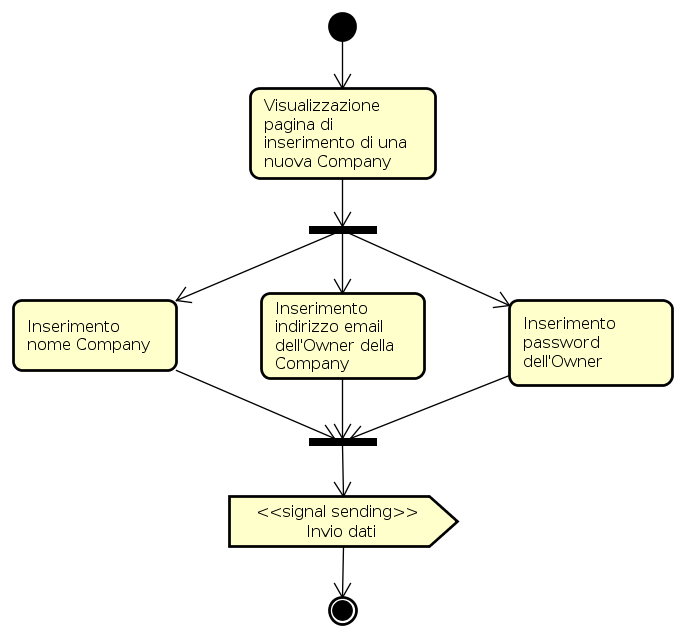 Visualizzazione
pagina di
inserimento di una
nuova Company
Inserimento
nome Company
Inserimento
indirizzo email
dell'Owner della
Company
Inserimento
password
dell'Owner
<<signal sending>>
Invio dati